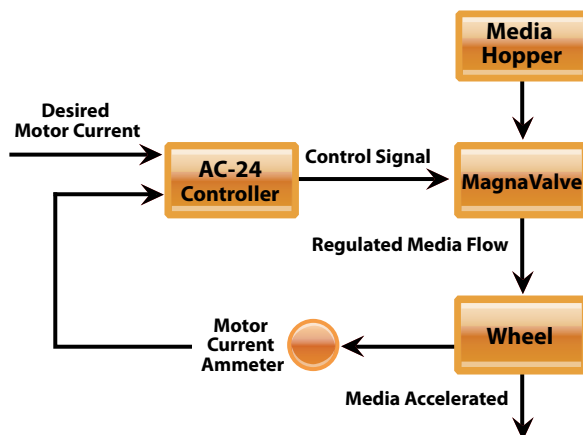 Media
Hopper
Desired
Motor Current
AC-24
Controller
Control Signal
MagnaValve
Regulated Media Flow
Wheel
Motor
Current
Ammeter
Media Accelerated